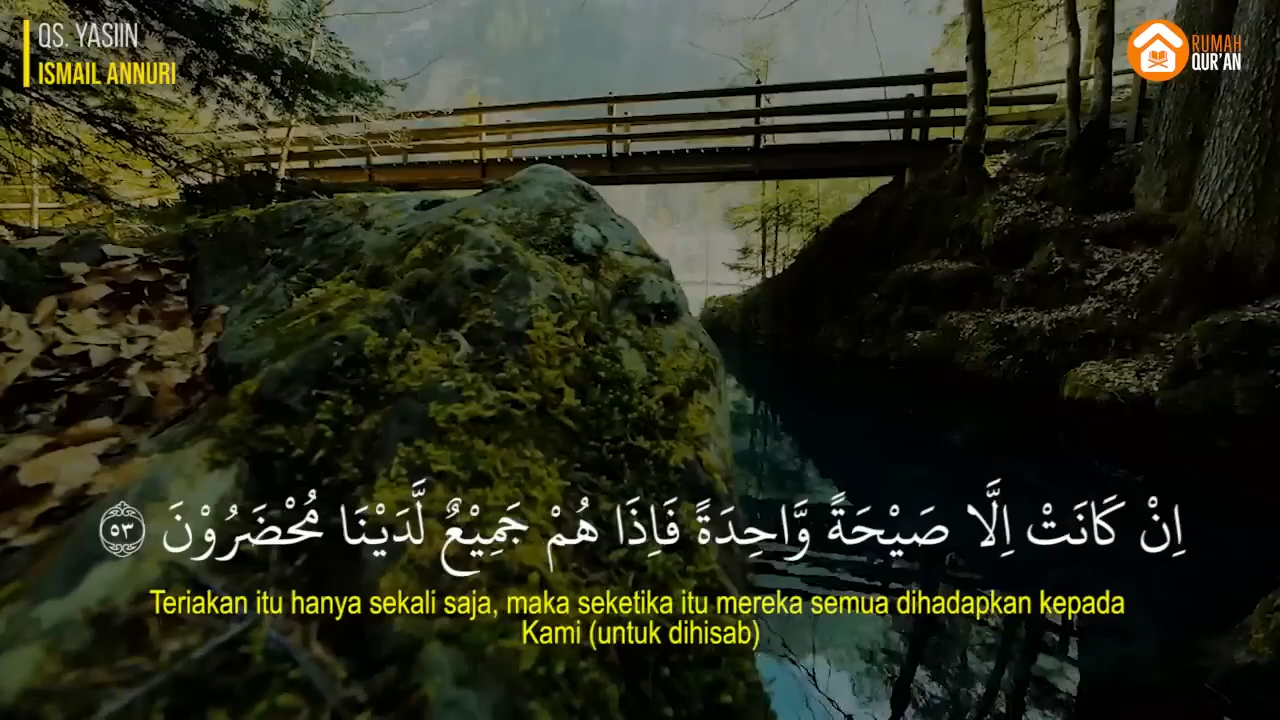 QS. YASIIN
ISMAIL ANNURI
RUMAH
QUR'AN
اِنْ كَانَتْ اِلَّا صَيْحَةً وَّاحِدَةً فَاِذَا هُمْ جَمِيْعٌ لَّدَيْنَا مُحْضَرُوْنَ ٥٣
Teriakan itu hanya sekali saja, maka seketika itu mereka semua dihadapkan kepada
Kami (untuk dihisab)